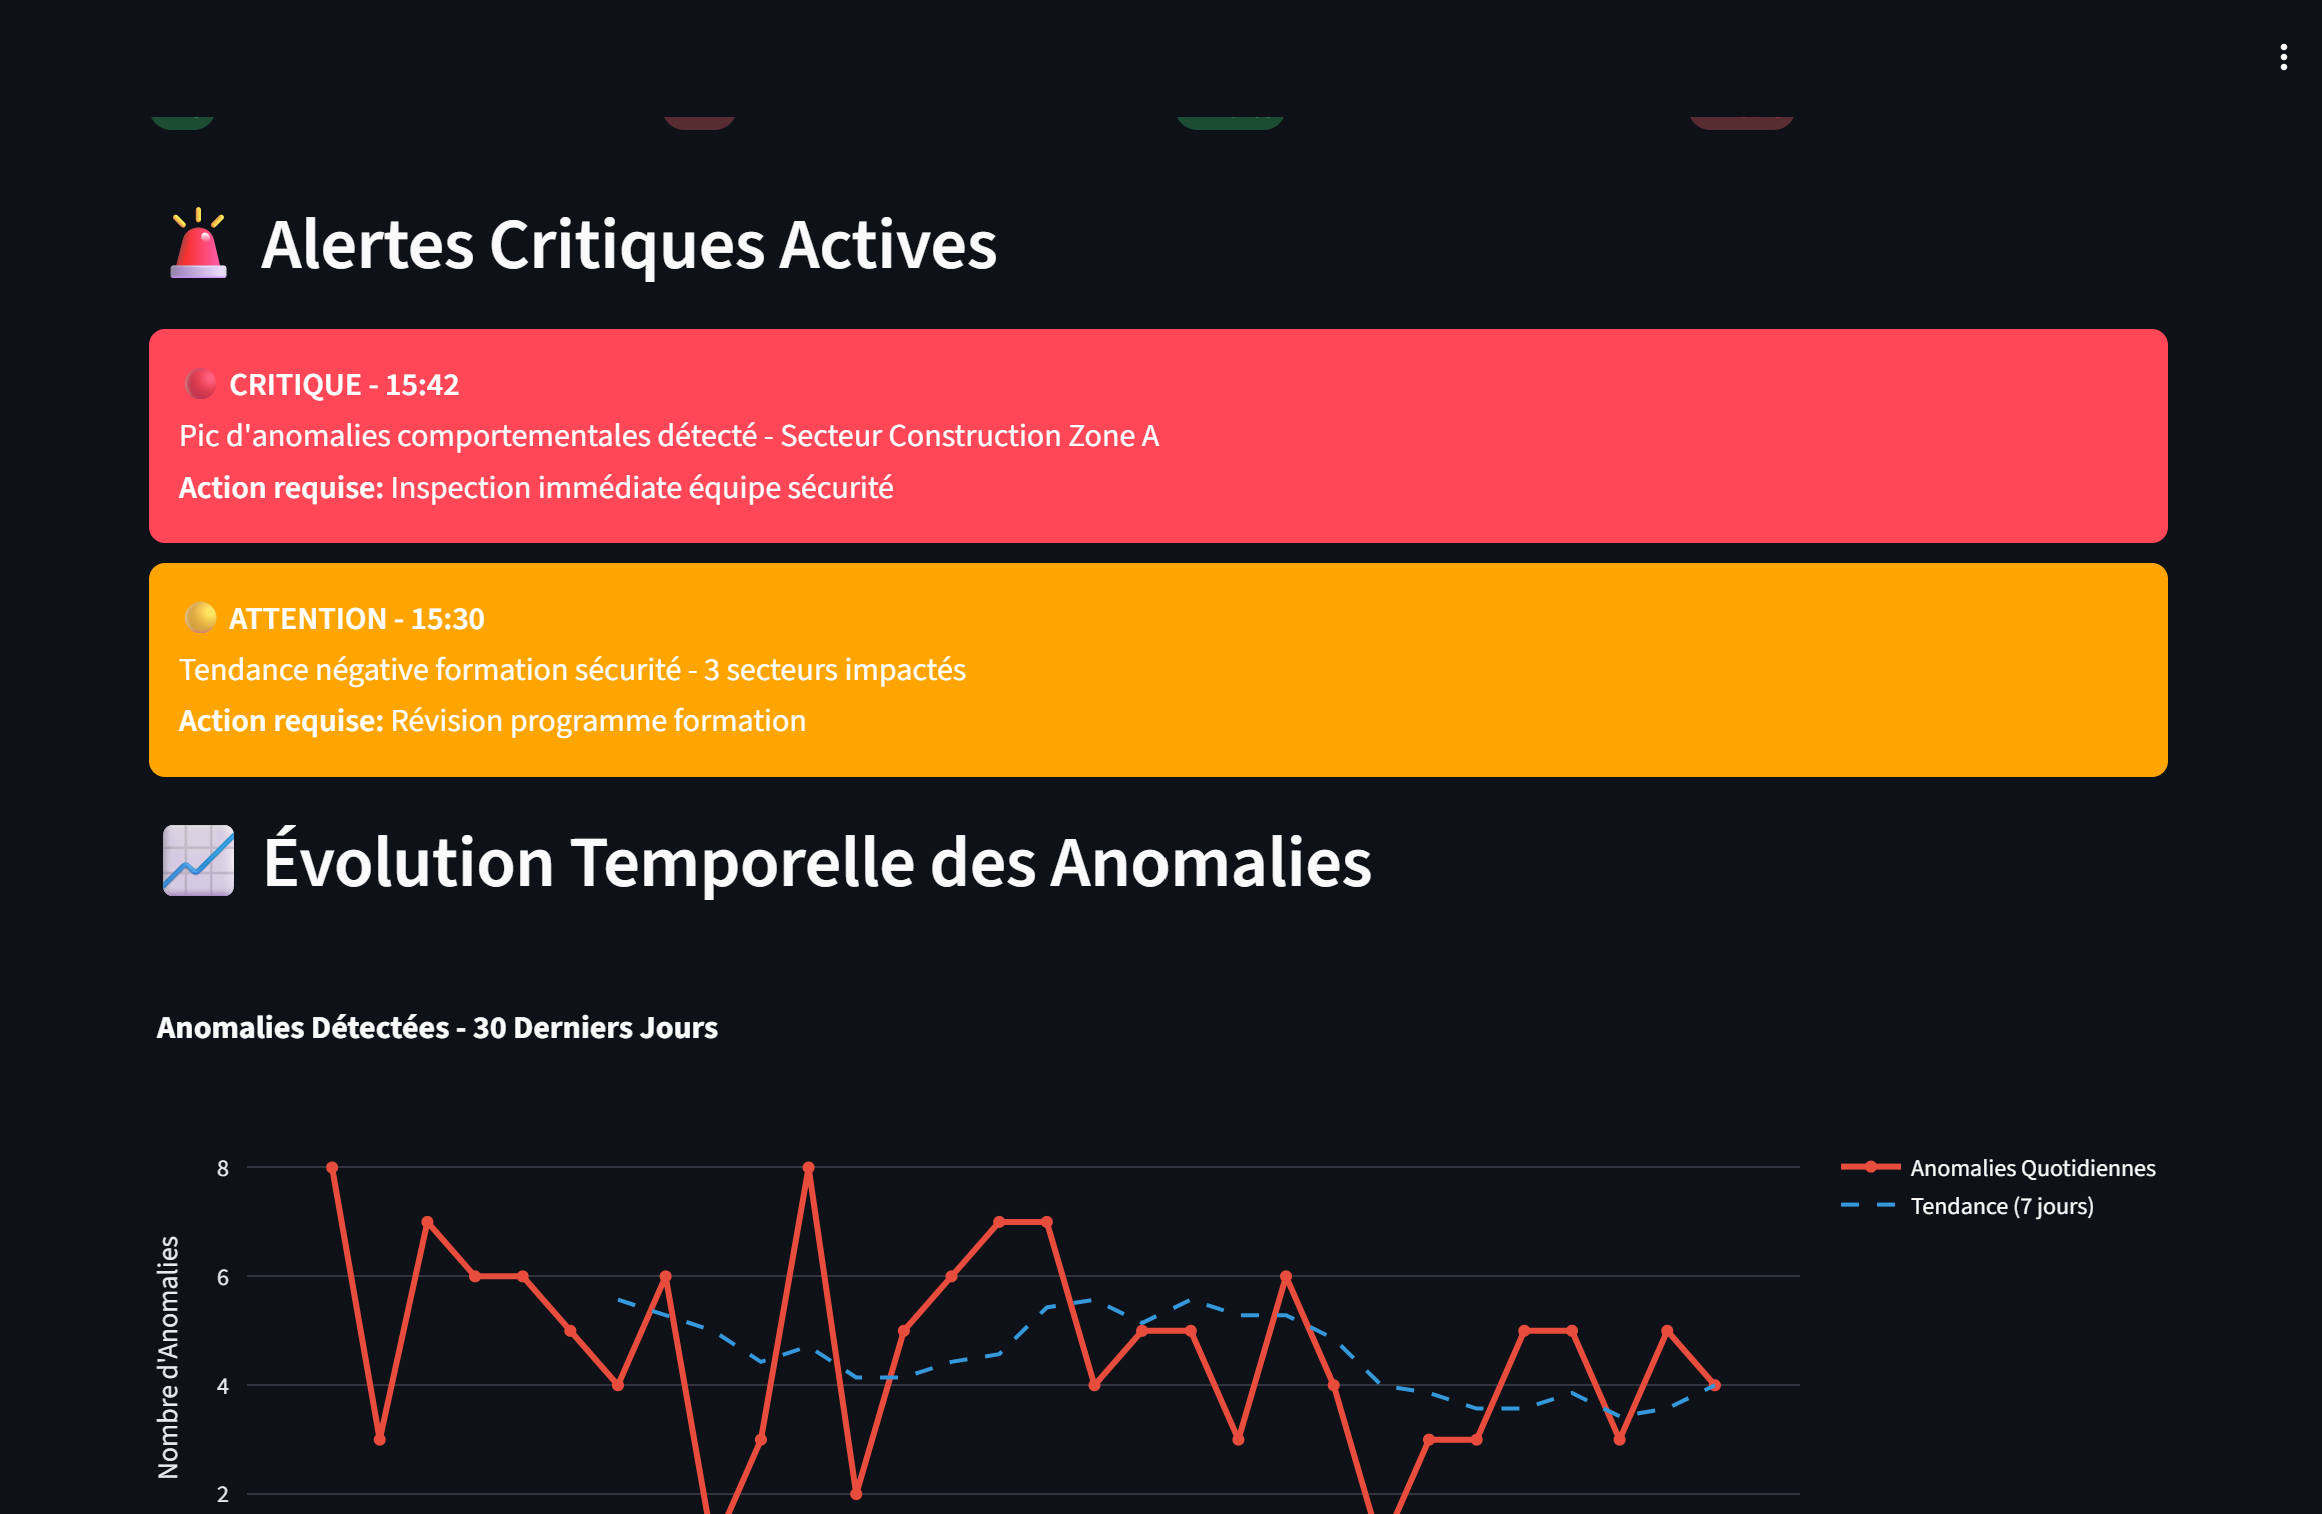 Alertes Critiques Actives
CRITIQUE - 15:42
Pic d'anomalies comportementales détecté - Secteur Construction Zone A
Action requise: Inspection immédiate équipe sécurité
ATTENTION - 15:30
Tendance négative formation sécurité - 3 secteurs impactés
Action requise: Révision programme formation
Évolution Temporelle des Anomalies
Anomalies Détectées - 30 Derniers Jours
8
6
4
2
Nombre d'Anomalies
Anomalies Quotidiennes
Tendance (7 jours)